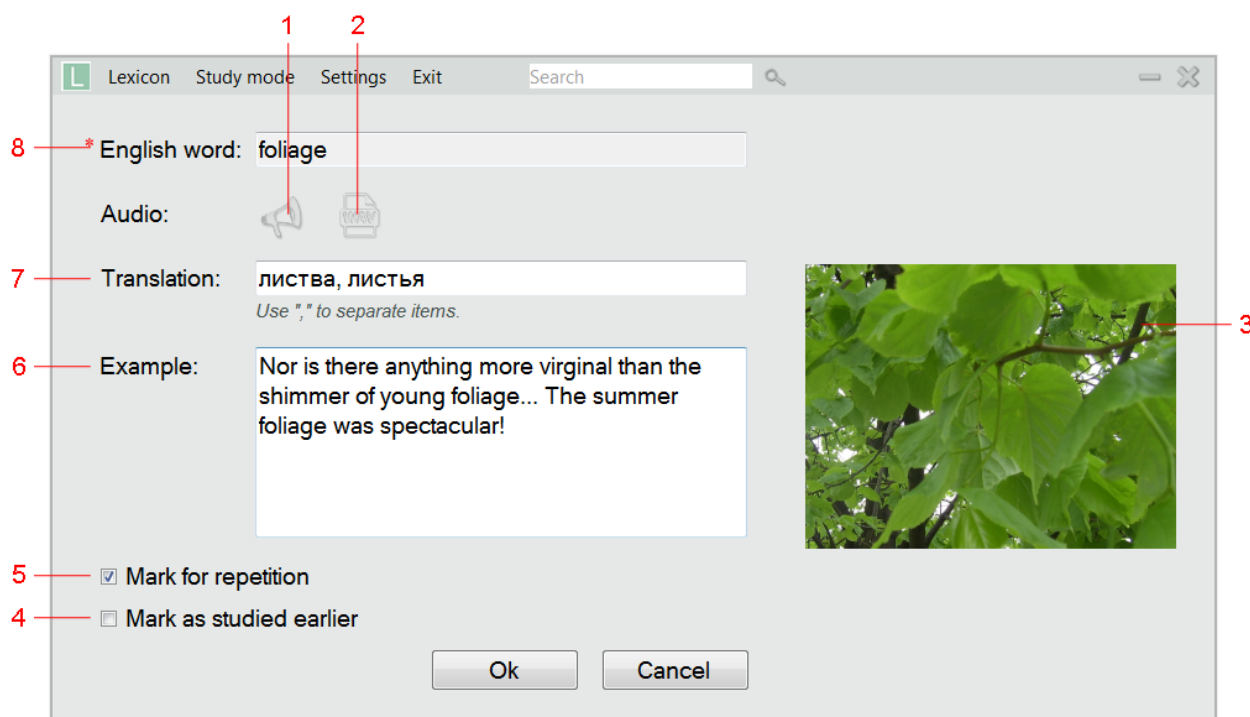 1 2
L Lexicon Study mode Settings Exit Search
8 * English word: foliage
Audio: WAV
7 Translation: листва, листья
Use "," to separate items.
3
6 Example: Nor is there anything more virginal than the
shimmer of young foliage... The summer
foliage was spectacular!
5 Mark for repetition
4 Mark as studied earlier
Ok Cancel